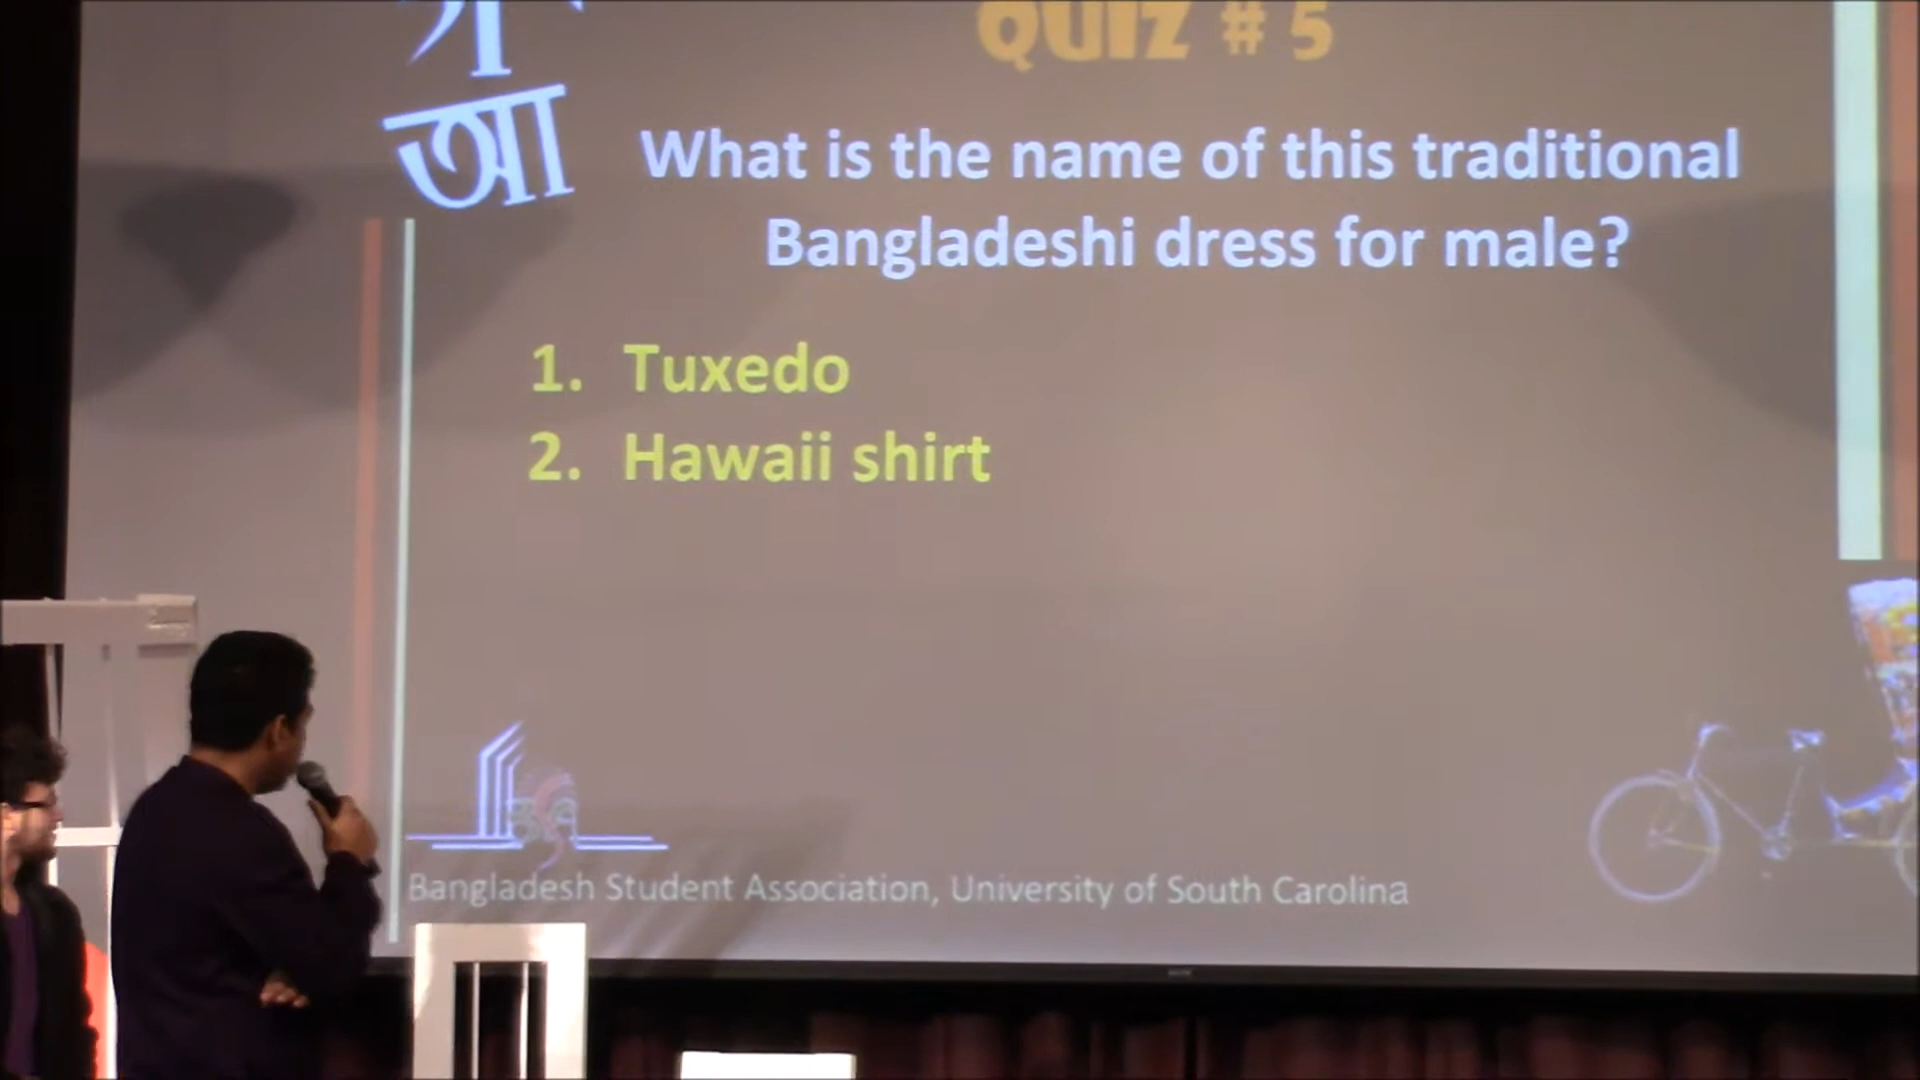 QUIZ # 5
আ
What is the name of this traditional
Bangladeshi dress for male?
1. Tuxedo
2. Hawaii shirt
Bangladesh Student Association, University of South Carolina